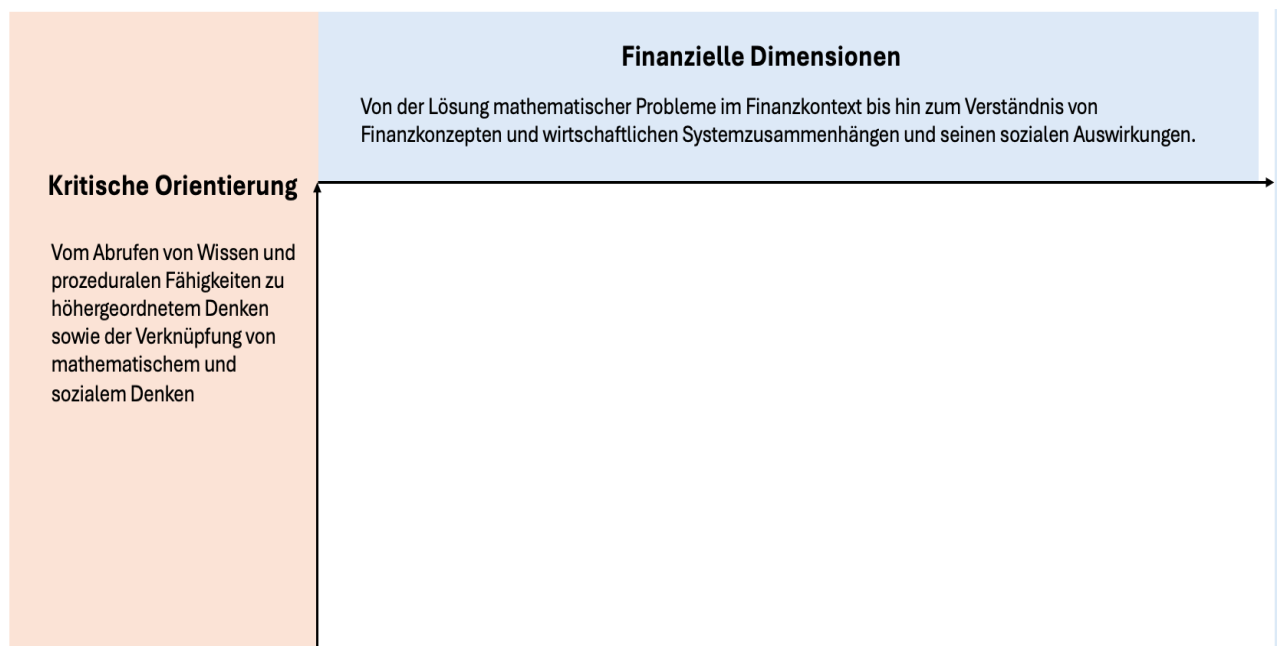 Finanzielle Dimensionen
Von der Lösung mathematischer Probleme im Finanzkontext bis hin zum Verständnis von
Finanzkonzepten und wirtschaftlichen Systemzusammenhängen und seinen sozialen Auswirkungen.
Kritische Orientierung
Vom Abrufen von Wissen und
prozeduralen Fähigkeiten zu
höhergeordnetem Denken
sowie der Verknüpfung von
mathematischem und
sozialem Denken